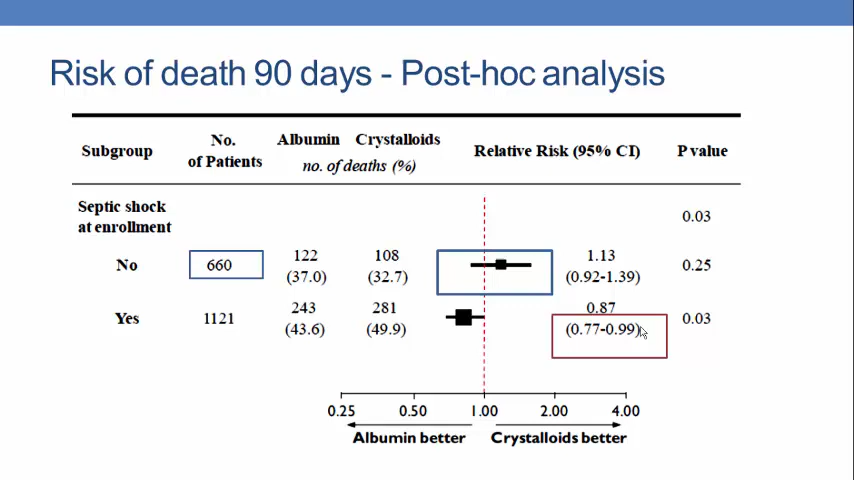 Risk of death 90 days - Post-hoc analysis
Subgroup No. of Patients Albumin Crystalloids Relative Risk (95% CI) P value
no. of deaths (%)
Septic shock at enrollment 0.03
No 660 122 (37.0) 108 (32.7) 1.13 (0.92-1.39) 0.25
Yes 1121 243 (43.6) 281 (49.9) 0.87 (0.77-0.99) 0.03
0.25 0.50 1.00 2.00 4.00
Albumin better Crystalloids better